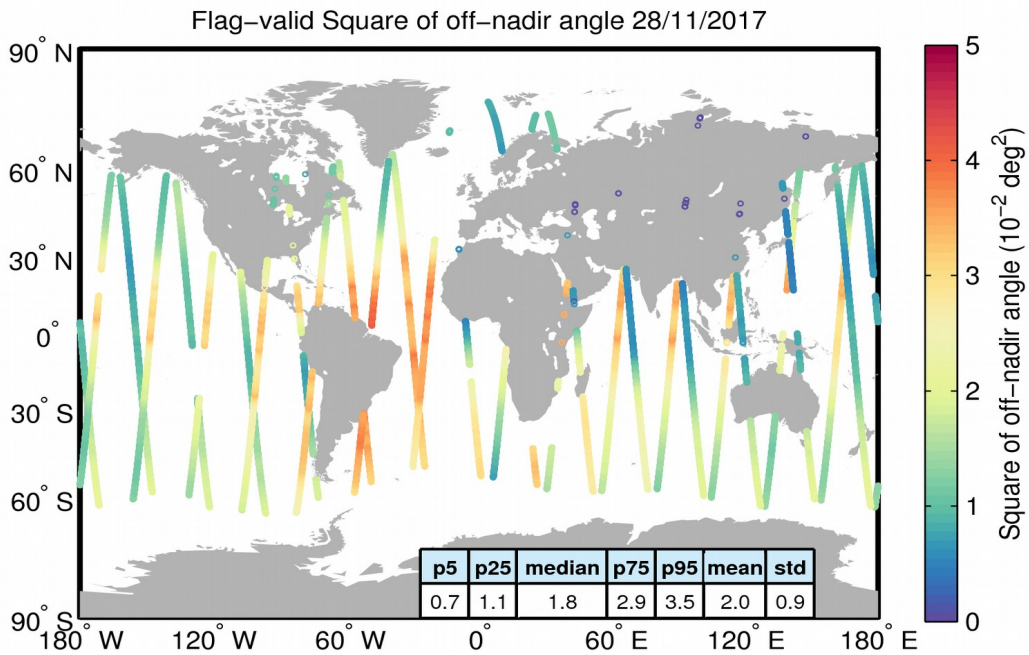 Flag−valid Square of off−nadir angle 28/11/2017
90° N
60° N
30° N
0°
30° S
60° S
90° S
180° W
120° W
60° W
0°
60° E
120° E
180° E
p5 p25 median p75 p95 mean std
0.7 1.1 1.8 2.9 3.5 2.0 0.9
5
4
3
2
1
0
Square of off−nadir angle (10⁻² deg²)